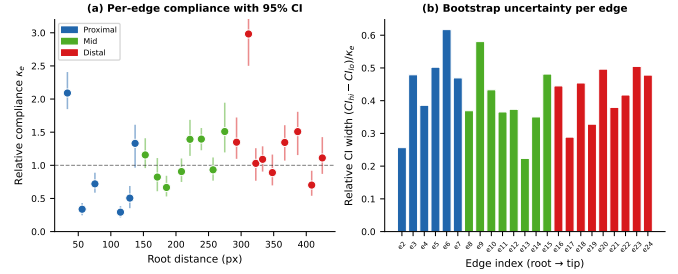 (a) Per-edge compliance with 95% CI
Relative compliance κe
3.0
2.5
2.0
1.5
1.0
0.5
0.0
Proximal
Mid
Distal
50 100 150 200 250 300 350 400
Root distance (px)
(b) Bootstrap uncertainty per edge
Relative CI width (CIhi − CIlo)/κe
0.6
0.5
0.4
0.3
0.2
0.1
0.0
e2 e3 e4 e5 e6 e7 e8 e9 e10 e11 e12 e13 e14 e15 e16 e17 e18 e19 e20 e21 e22 e23 e24
Edge index (root → tip)